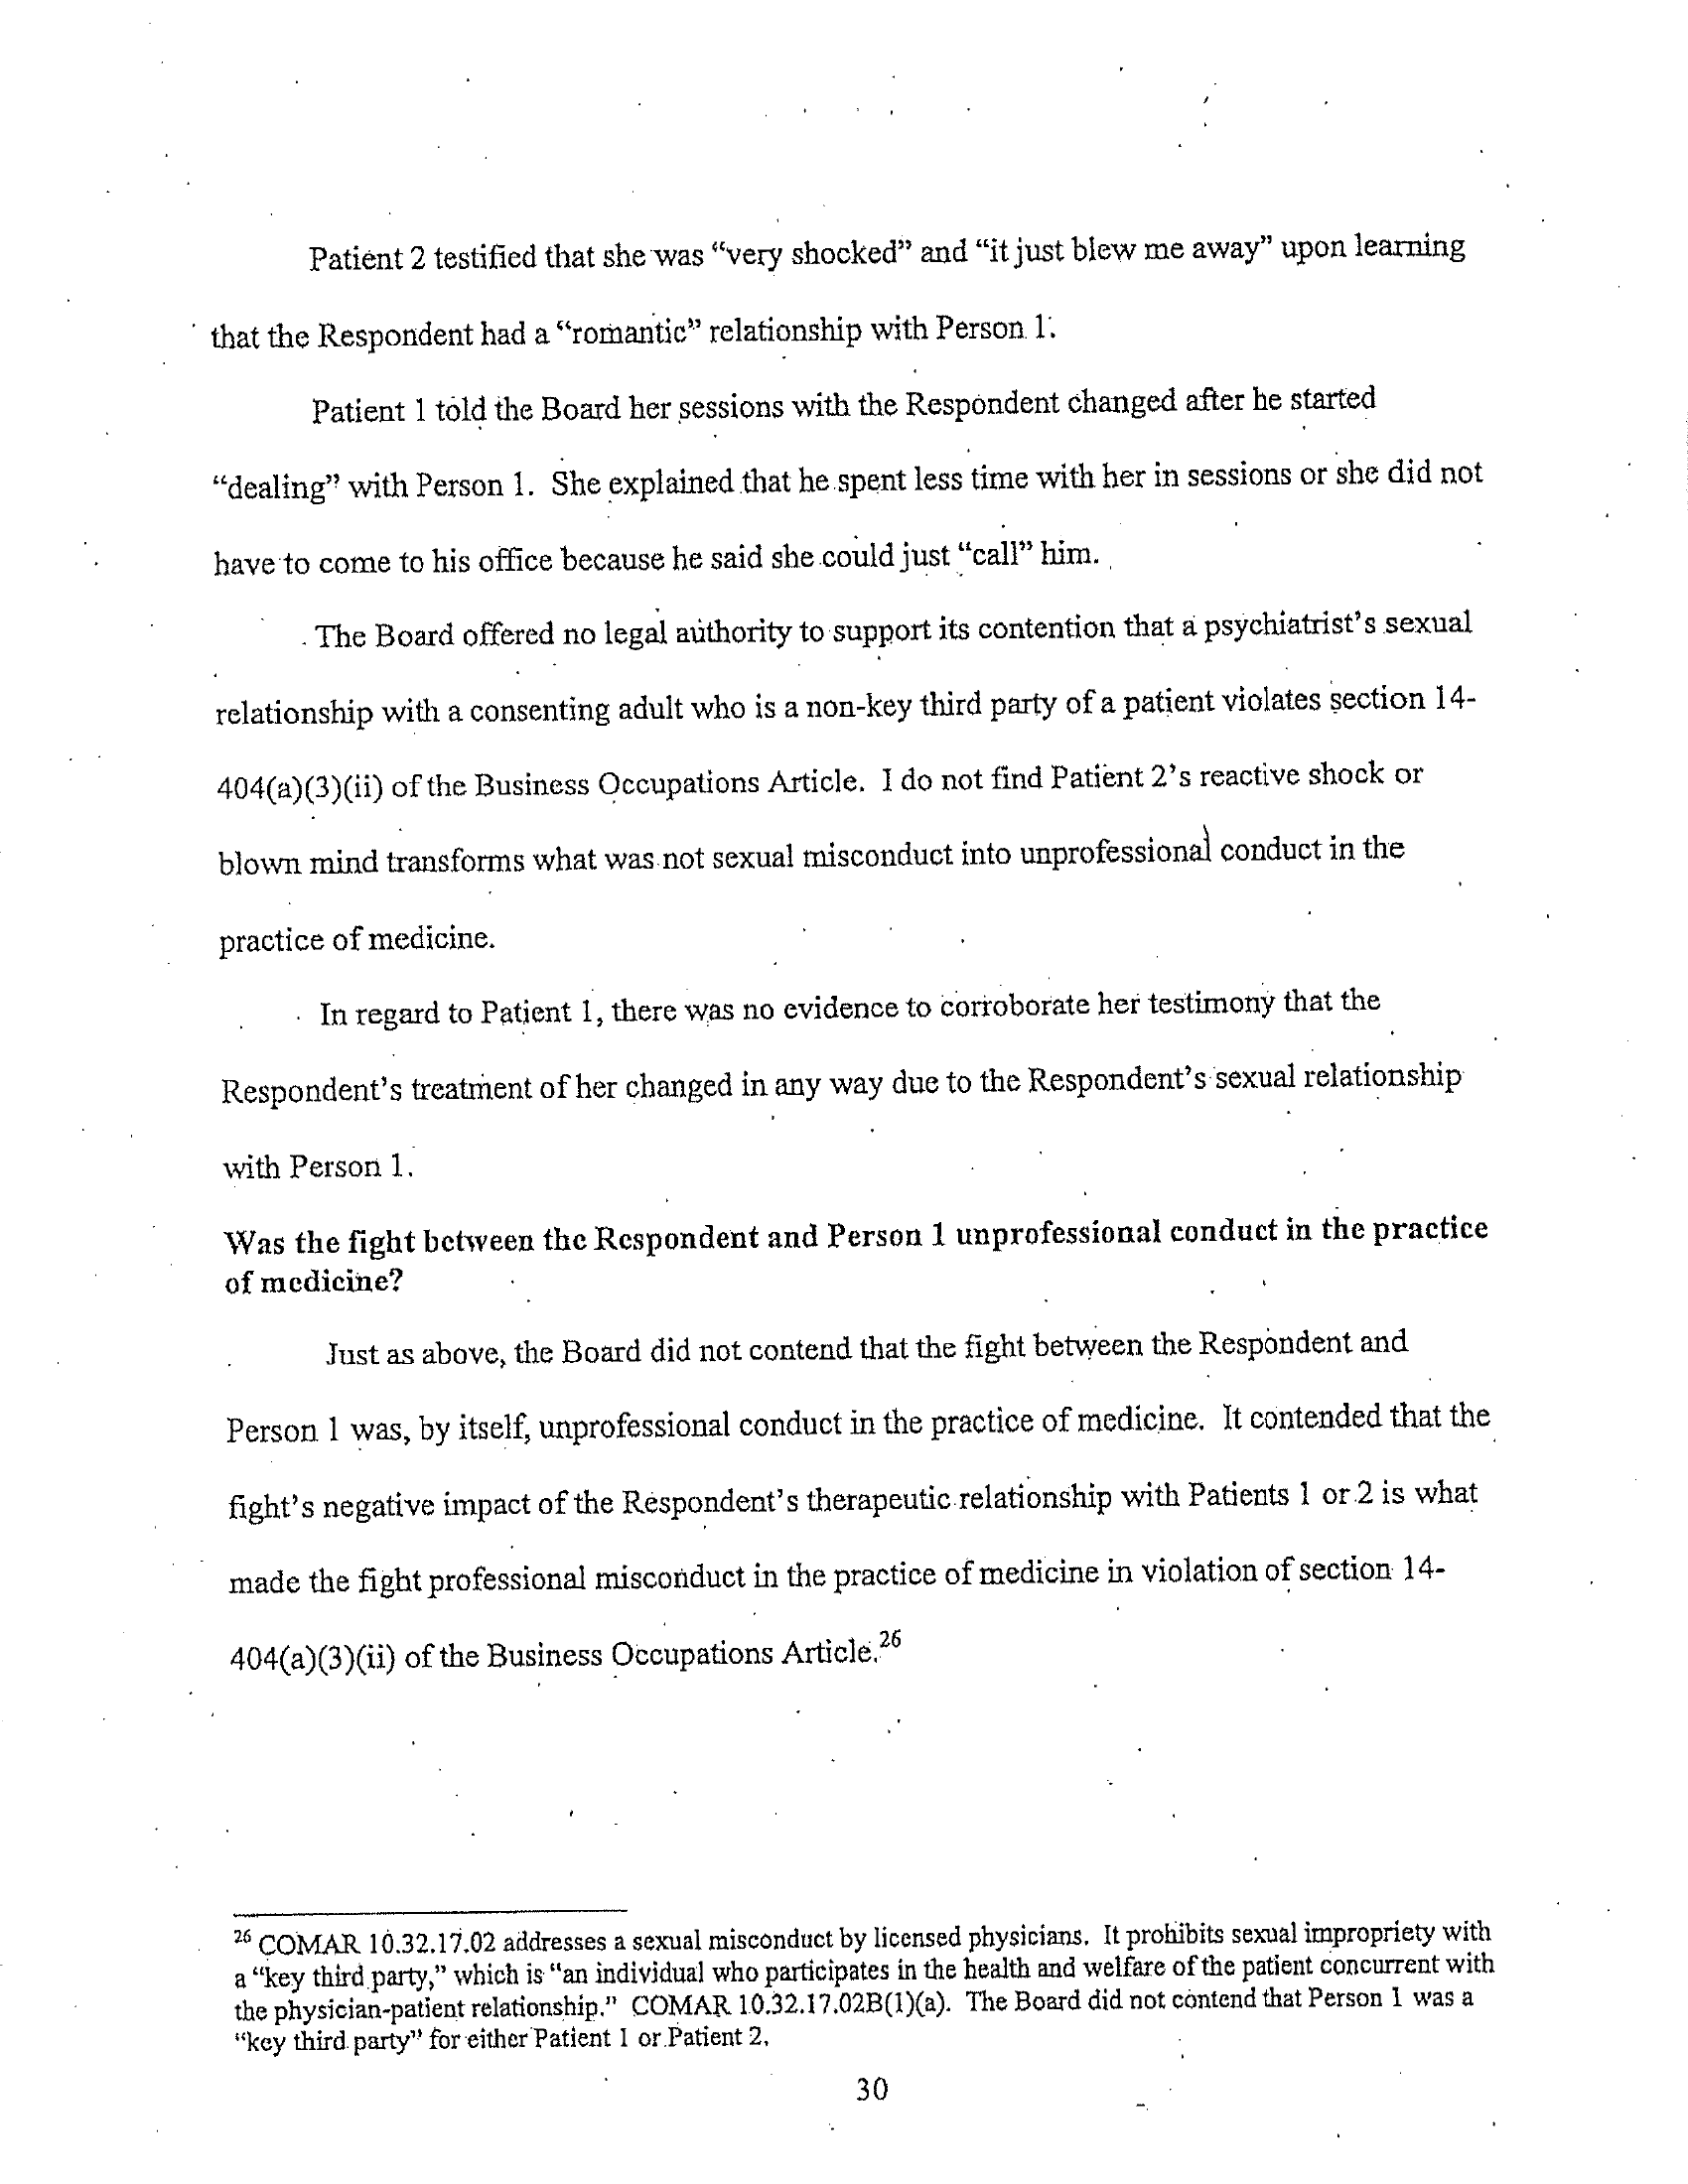 Patient 2 testified that she was “very shocked” and “it just blew me away” upon learning
that the Respondent had a “romantic” relationship with Person 1.
Patient 1 told the Board her sessions with the Respondent changed after he started
“dealing” with Person 1. She explained that he spent less time with her in sessions or she did not
have to come to his office because he said she could just “call” him.
The Board offered no legal authority to support its contention that a psychiatrist’s sexual
relationship with a consenting adult who is a non-key third party of a patient violates section 14-
404(a)(3)(ii) of the Business Occupations Article. I do not find Patient 2’s reactive shock or
blown mind transforms what was not sexual misconduct into unprofessional conduct in the
practice of medicine.
In regard to Patient 1, there was no evidence to corroborate her testimony that the
Respondent’s treatment of her changed in any way due to the Respondent’s sexual relationship
with Person 1.
Was the fight between the Respondent and Person 1 unprofessional conduct in the practice
of medicine?
Just as above, the Board did not contend that the fight between the Respondent and
Person 1 was, by itself, unprofessional conduct in the practice of medicine. It contended that the
fight’s negative impact of the Respondent’s therapeutic relationship with Patients 1 or 2 is what
made the fight professional misconduct in the practice of medicine in violation of section 14-
404(a)(3)(ii) of the Business Occupations Article.26
26 COMAR 10.32.17.02 addresses a sexual misconduct by licensed physicians. It prohibits sexual impropriety with
a “key third party,” which is “an individual who participates in the health and welfare of the patient concurrent with
the physician-patient relationship.” COMAR 10.32.17.02B(1)(a). The Board did not contend that Person 1 was a
“key third party” for either Patient 1 or Patient 2.
30